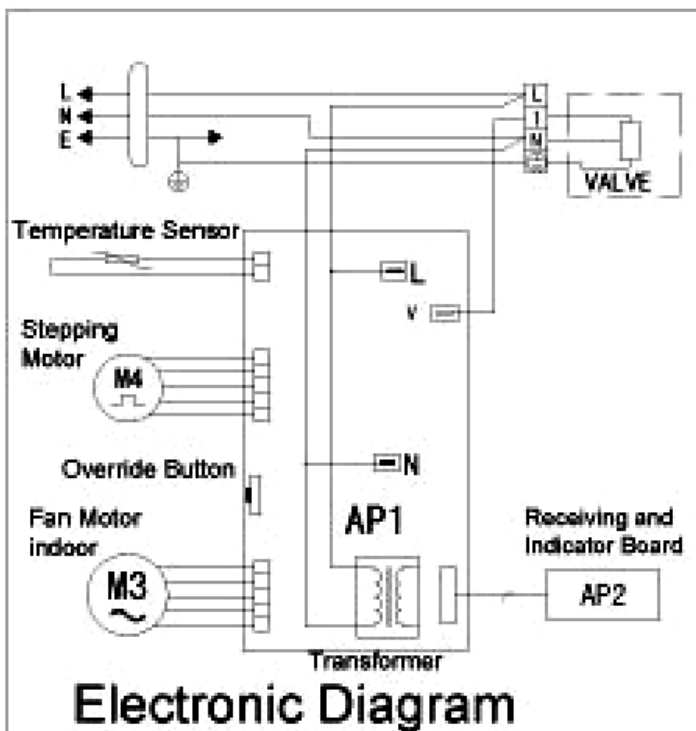 L
N
E
L
1
N
VALVE
Temperature Sensor
L
V
Stepping
Motor
M4
Override Button
N
Fan Motor
indoor
AP1
Receiving and
Indicator Board
M3
AP2
Transformer
Electronic Diagram